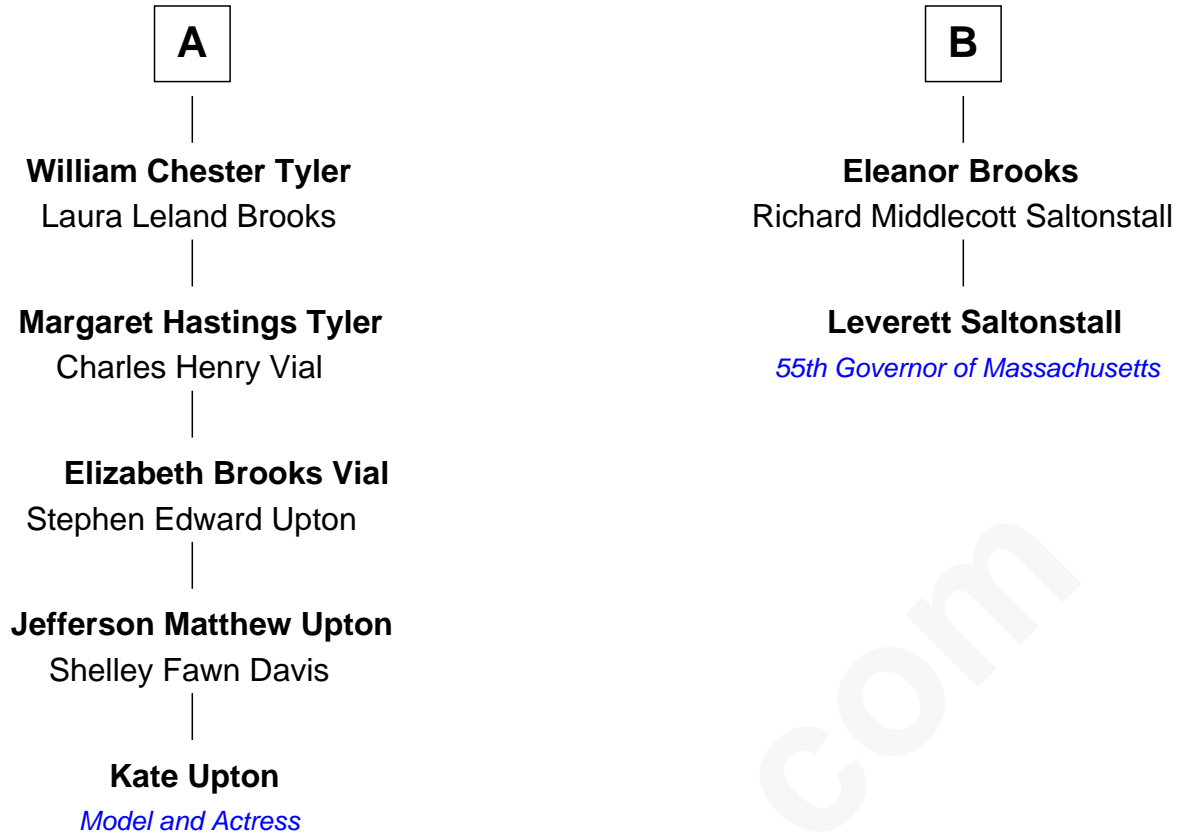 A
William Chester Tyler
Laura Leland Brooks
Margaret Hastings Tyler
Charles Henry Vial
Elizabeth Brooks Vial
Stephen Edward Upton
Jefferson Matthew Upton
Shelley Fawn Davis
Kate Upton
Model and Actress
B
Eleanor Brooks
Richard Middlecott Saltonstall
Leverett Saltonstall
55th Governor of Massachusetts
com